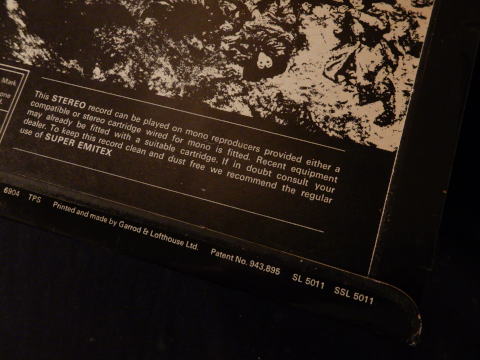 Mark
one
This STEREO record can be played on mono reproducers provided either a
compatible or stereo cartridge wired for mono is fitted. Recent equipment
may already be fitted with a suitable cartridge. If in doubt consult your
dealer. To keep this record clean and dust free we recommend the regular
use of SUPER EMITEX
6904 TPS Printed and made by Garrod & Lofthouse Ltd. Patent No. 943,895 SL 5011 SSL 5011